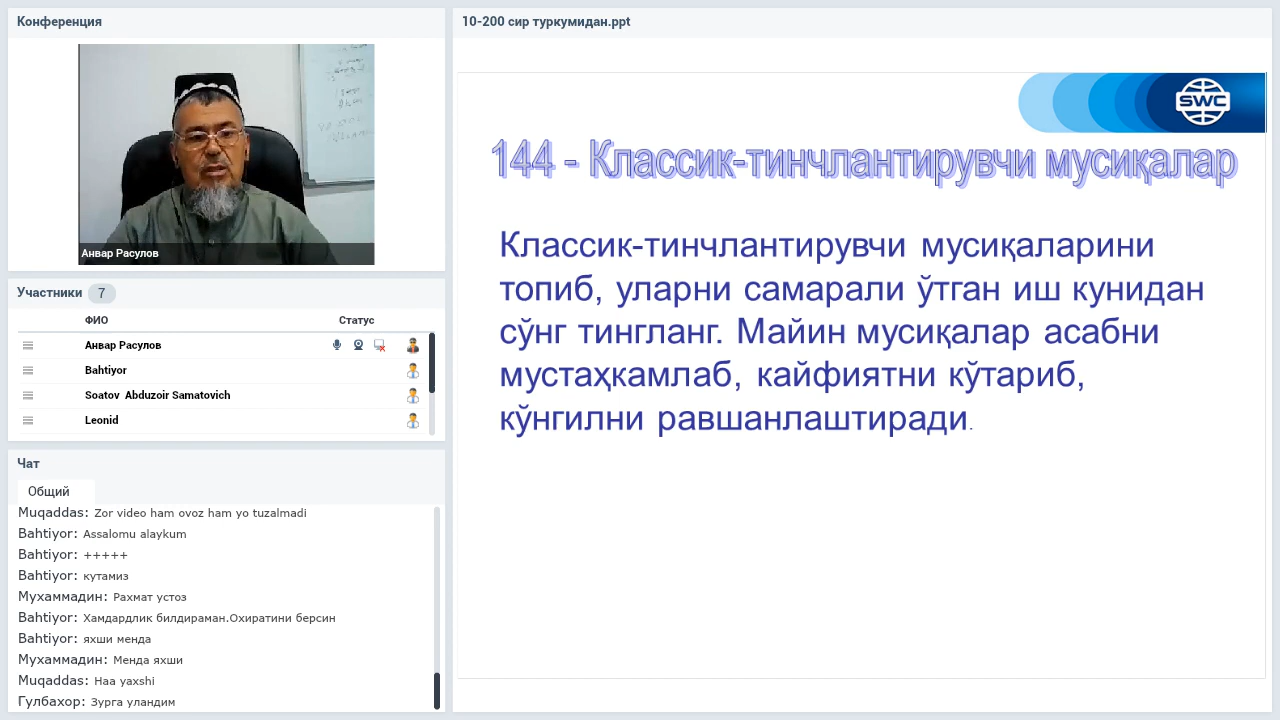 Конференция
Анвар Расулов
Участники 7
ФИО Статус
Анвар Расулов
Bahtiyor
Soatov Abduzoir Samatovich
Leonid
Чат
Общий
Muqaddas: Zor video ham ovoz ham yo tuzalmadi
Bahtiyor: Assalomu alaykum
Bahtiyor: +++++
Bahtiyor: кутамиз
Мухаммадин: Рахмат устоз
Bahtiyor: Хамдардлик билдираман.Охиратини берсин
Bahtiyor: яхши менда
Мухаммадин: Менда яхши
Muqaddas: Haa yaxshi
Гулбахор: Зурга уландим
10-200 сир туркумидан.ppt
SWC
144 - Классик-тинчлантирувчи мусиқалар
Классик-тинчлантирувчи мусиқаларини
топиб, уларни самарали ўтган иш кунидан
сўнг тингланг. Майин мусиқалар асабни
мустаҳкамлаб, кайфиятни кўтариб,
кўнгилни равшанлаштиради.